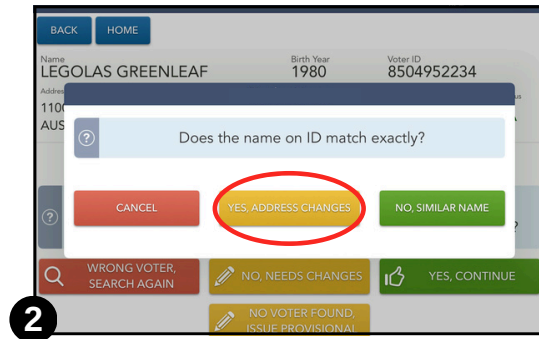 BACK HOME
Name Birth Year Voter ID
LEGOLAS GREENLEAF 1980 8504952234
110
AUS
Does the name on ID match exactly?
CANCEL YES, ADDRESS CHANGES NO, SIMILAR NAME
?
WRONG VOTER, SEARCH AGAIN NO, NEEDS CHANGES YES, CONTINUE
NO VOTER FOUND, ISSUE PROVISIONAL
2